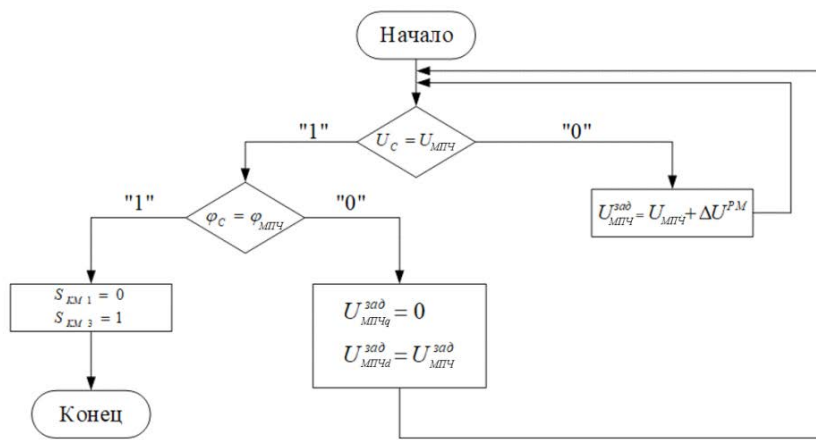 Начало
"1"
U_C = U_МПЧ
"0"
"1"
φ_C = φ_МПЧ
"0"
U_МПЧ^зад = U_МПЧ + ΔU^РМ
S_КМ 1 = 0
S_КМ 3 = 1
U_МПЧq^зад = 0
U_МПЧd^зад = U_МПЧ^зад
Конец